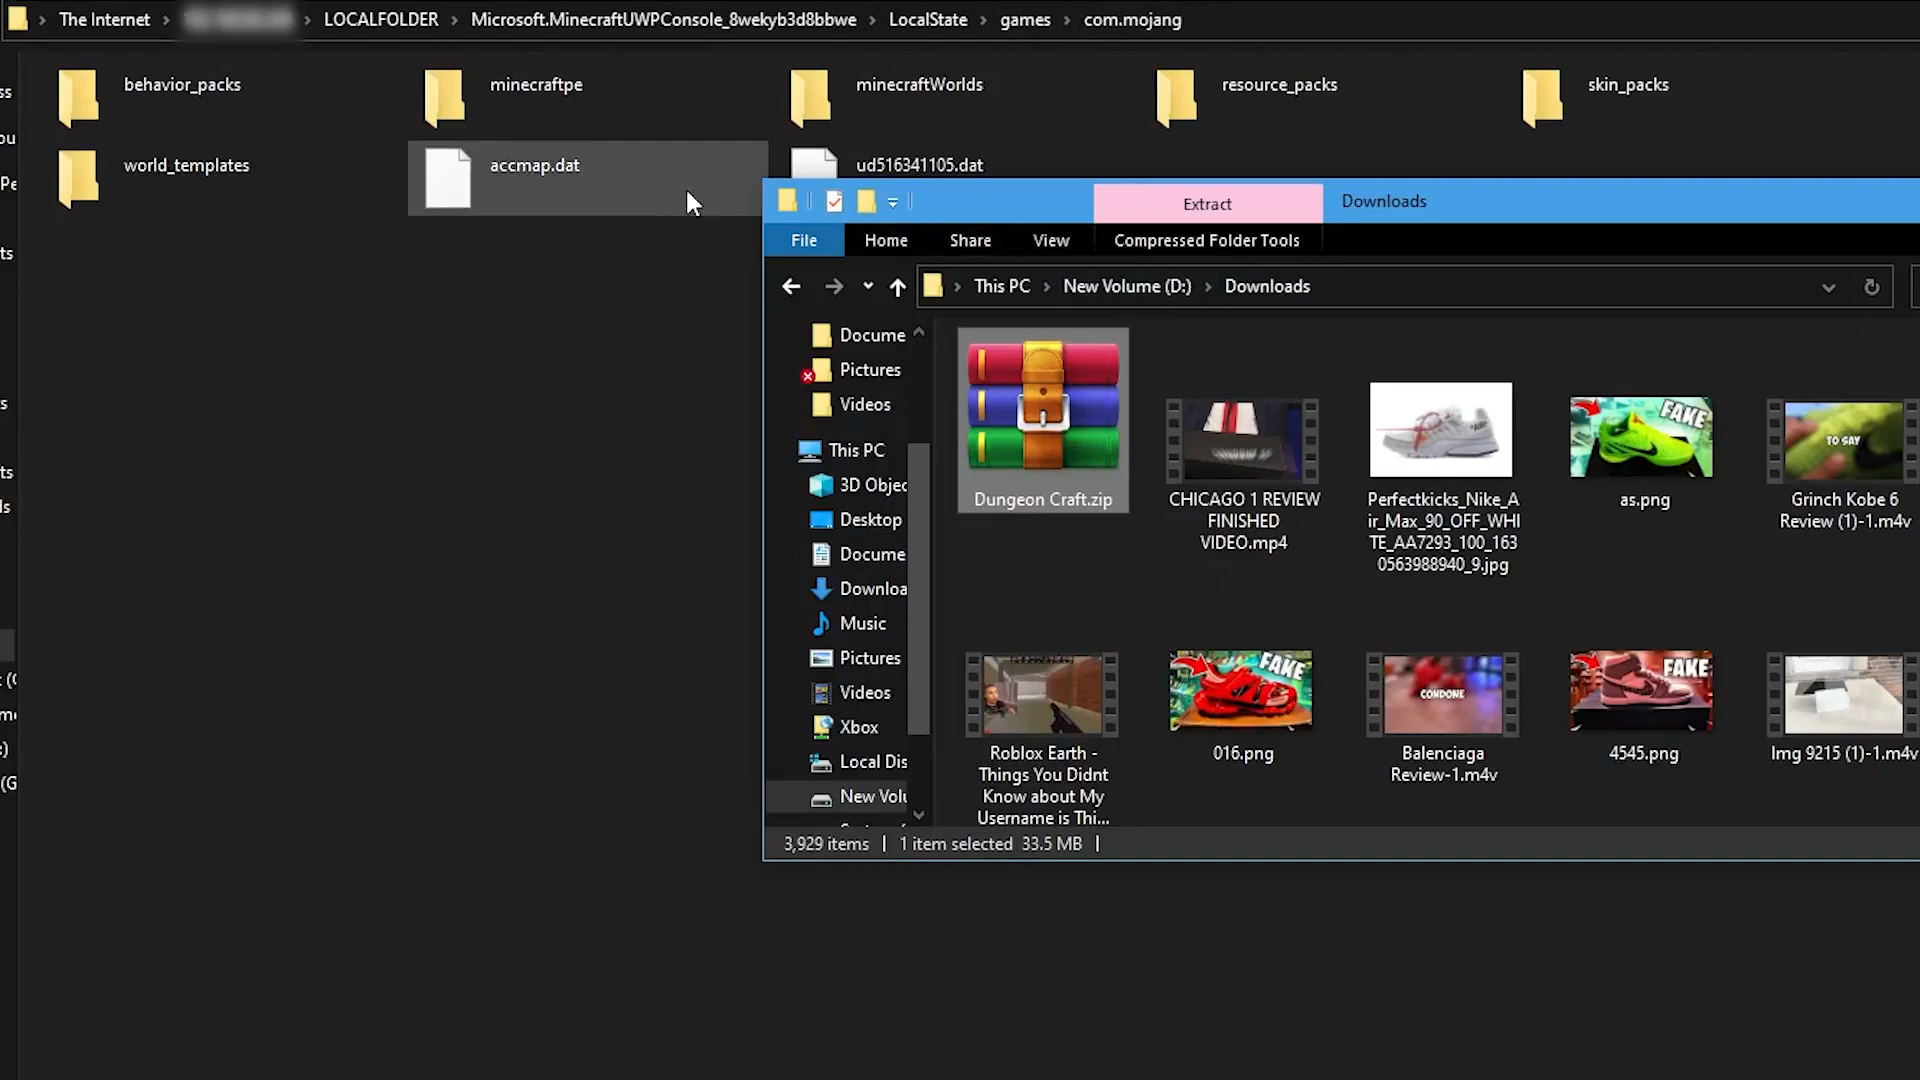 The Internet > LOCALFOLDER > Microsoft.MinecraftUWPConsole_8wekyb3d8bbwe > LocalState > games > com.mojang
behavior_packs
minecraftpe
minecraftWorlds
resource_packs
skin_packs
world_templates
accmap.dat
ud516341105.dat
Extract
Downloads
File
Home
Share
View
Compressed Folder Tools
This PC > New Volume (D:) > Downloads
Docume
Pictures
Videos
This PC
3D Objec
Desktop
Docume
Downloa
Music
Pictures
Videos
Xbox
Local Dis
New Volu
Dungeon Craft.zip
CHICAGO 1 REVIEW
FINISHED
VIDEO.mp4
Perfectkicks_Nike_A
ir_Max_90_OFF_WHI
TE_AA7293_100_163
0563988940_9.jpg
FAKE
as.png
TO SAY
Grinch Kobe 6
Review (1)-1.m4v
Roblox Earth -
Things You Didnt
Know about My
Username is Thi...
FAKE
016.png
CONDONE
Balenciaga
Review-1.m4v
FAKE
4545.png
Img 9215 (1)-1.m4v
3,929 items
1 item selected 33.5 MB